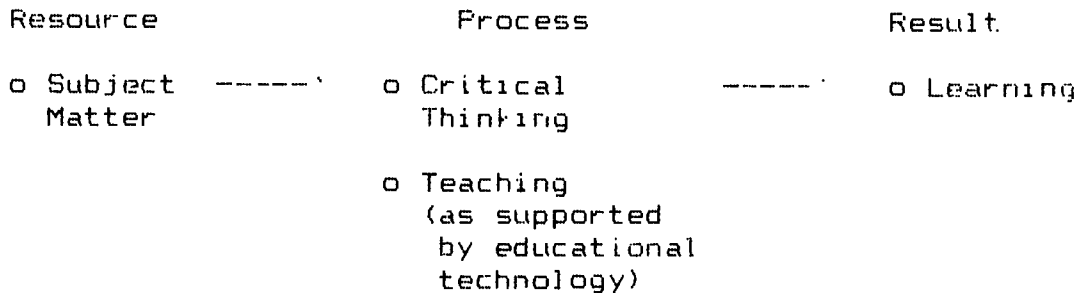 Resource Process Result
o Subject -----` o Critical ----- o Learning
Matter Thinking
o Teaching
(as supported
by educational
technology)